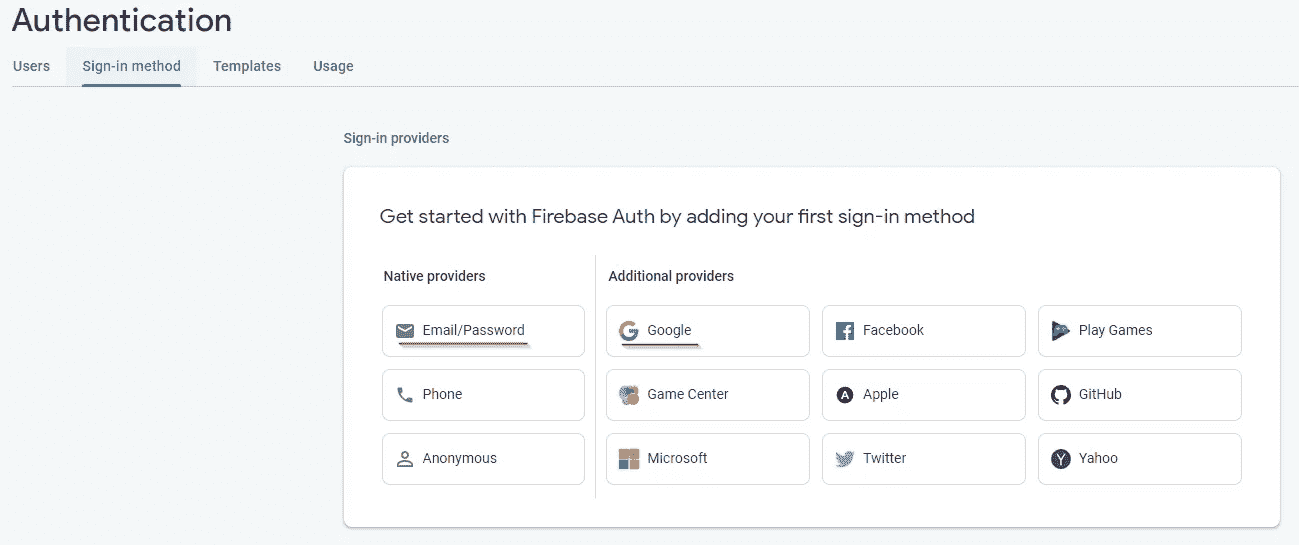 Authentication
Users Sign-in method Templates Usage
Sign-in providers
Get started with Firebase Auth by adding your first sign-in method
Native providers Additional providers
Email/Password Google Facebook Play Games
Phone Game Center Apple GitHub
Anonymous Microsoft Twitter Yahoo